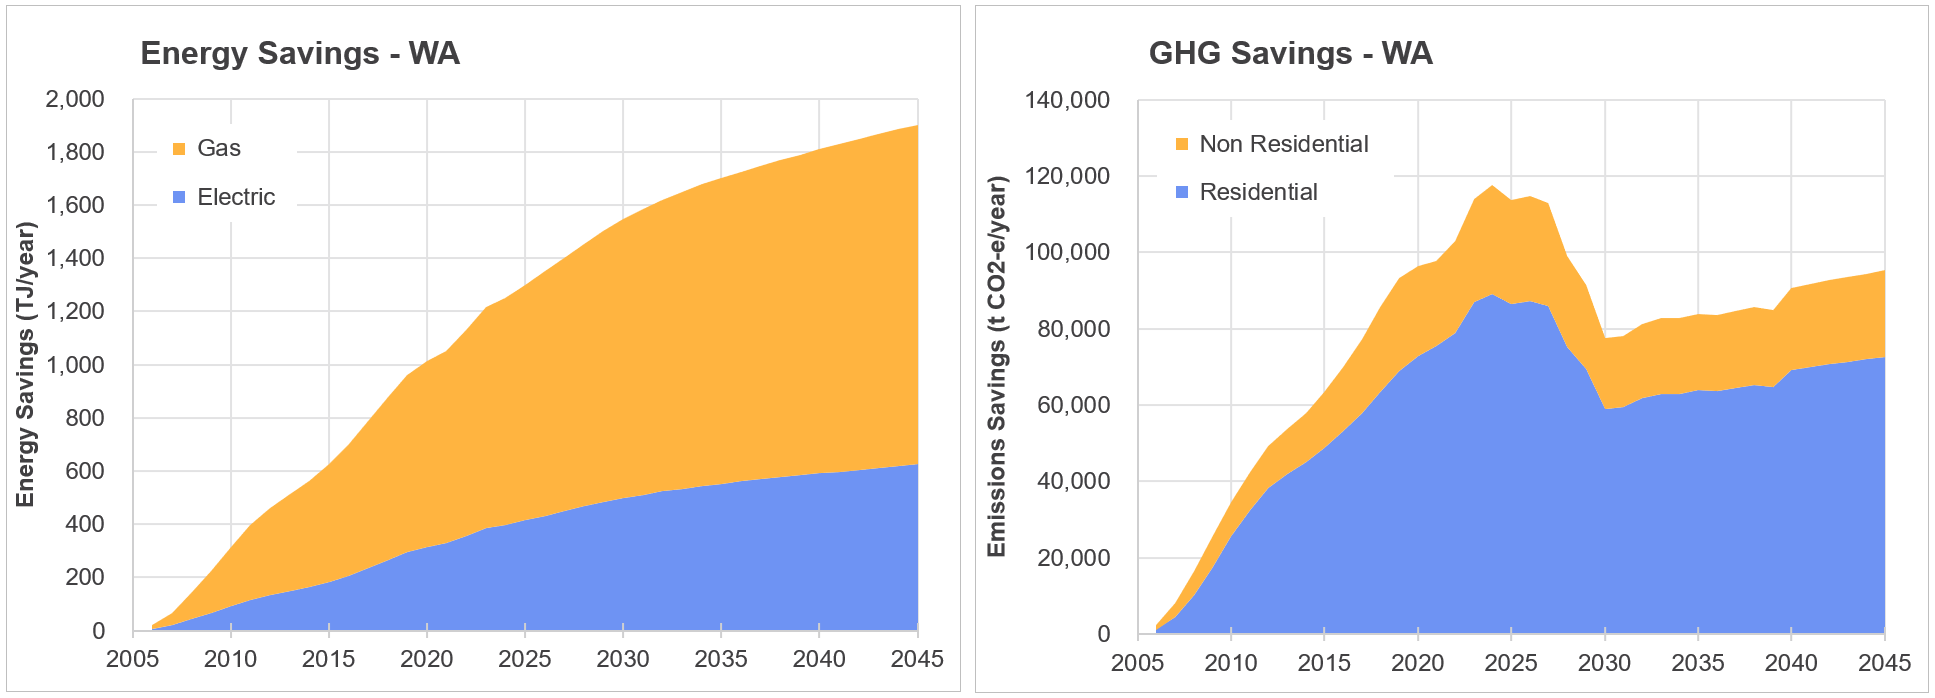 Energy Savings - WA
Energy Savings (TJ/year)
2,000
1,800
1,600
1,400
1,200
1,000
800
600
400
200
0
Gas
Electric
2005 2010 2015 2020 2025 2030 2035 2040 2045
GHG Savings - WA
Emissions Savings (t CO2-e/year)
140,000
120,000
100,000
80,000
60,000
40,000
20,000
0
Non Residential
Residential
2005 2010 2015 2020 2025 2030 2035 2040 2045